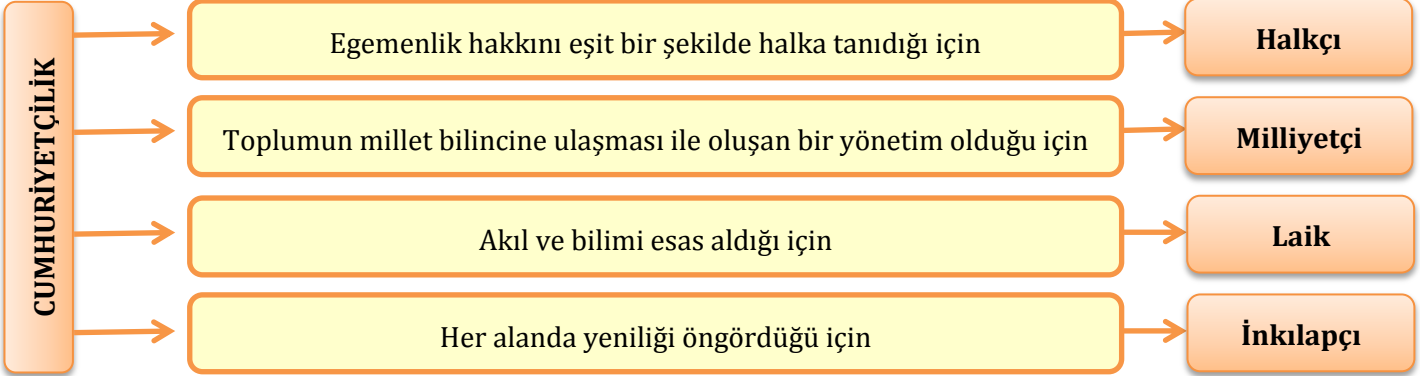 CUMHURİYETÇİLİK
Egemenlik hakkını eşit bir şekilde halka tanıdığı için
Halkçı
Toplumun millet bilincine ulaşması ile oluşan bir yönetim olduğu için
Milliyetçi
Akıl ve bilimi esas aldığı için
Laik
Her alanda yeniliği öngördüğü için
İnkılapçı